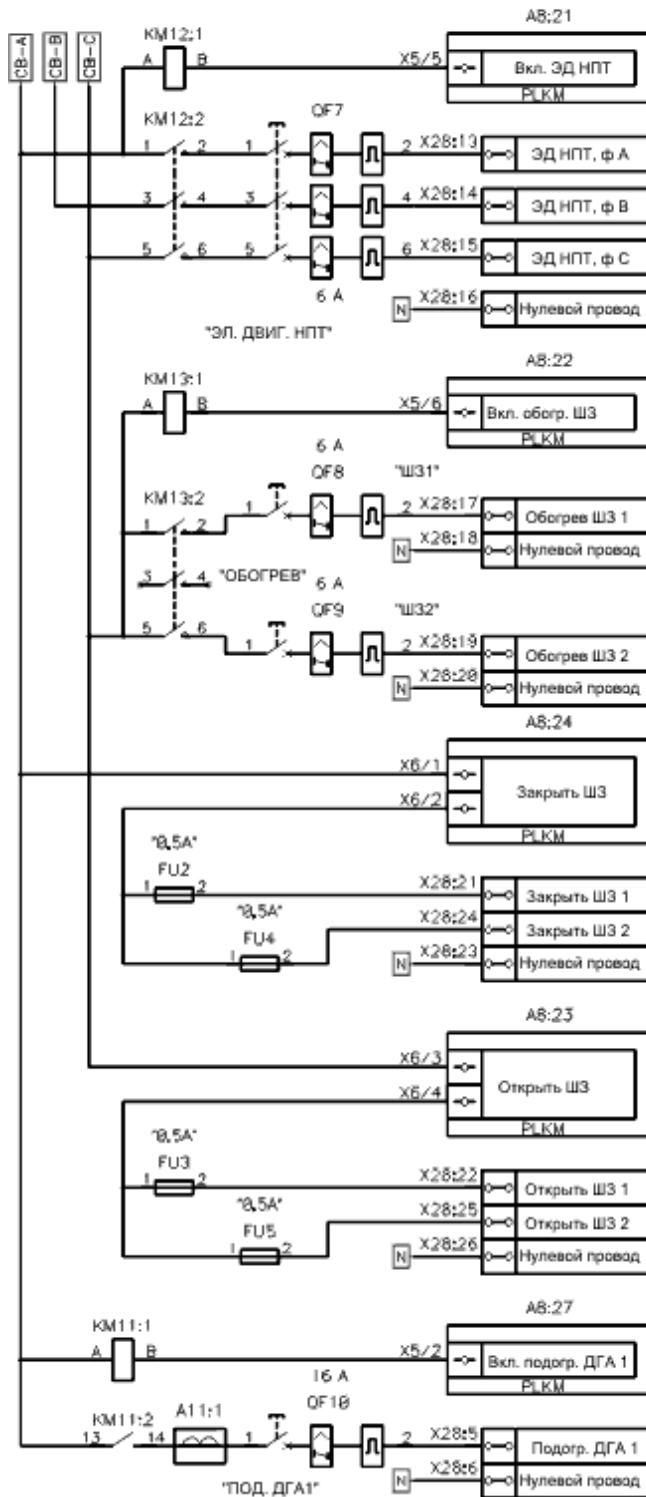 A8:21
СВ-А
СВ-В
СВ-С
КМ12:1
А В
Х5/5
Вкл. ЭД НПТ
PLKM
КМ12:2
QF7
1 2 1 2 Х28:13 ЭД НПТ, ф А
3 4 3 4 Х28:14 ЭД НПТ, ф В
5 6 5 6 Х28:15 ЭД НПТ, ф С
6 А
N Х28:16 Нулевой провод
"ЭЛ. ДВИГ. НПТ"
A8:22
КМ13:1
А В
Х5/6
Вкл. обогр. ШЗ
PLKM
6 А
QF8
"ШЗ1"
КМ13:2
1 2 1 2 Х28:17 Обогрев ШЗ 1
N Х28:18 Нулевой провод
3 4 "ОБОГРЕВ"
6 А
QF9
"ШЗ2"
5 6 1 2 Х28:19 Обогрев ШЗ 2
N Х28:20 Нулевой провод
A8:24
Х6/1
Х6/2
Закрыть ШЗ
PLKM
"0,5А"
FU2
1 2 Х28:21 Закрыть ШЗ 1
"0,5А"
FU4
1 2 Х28:24 Закрыть ШЗ 2
N Х28:23 Нулевой провод
A8:23
Х6/3
Х6/4
Открыть ШЗ
PLKM
"0,5А"
FU3
1 2 Х28:22 Открыть ШЗ 1
"0,5А"
FU5
1 2 Х28:25 Открыть ШЗ 2
N Х28:26 Нулевой провод
A8:27
КМ11:1
А В
Х5/2
Вкл. подогр. ДГА 1
PLKM
16 А
QF10
КМ11:2
А11:1
13 14 1 2 Х28:5 Подогр. ДГА 1
N Х28:6 Нулевой провод
"ПОД. ДГА1"